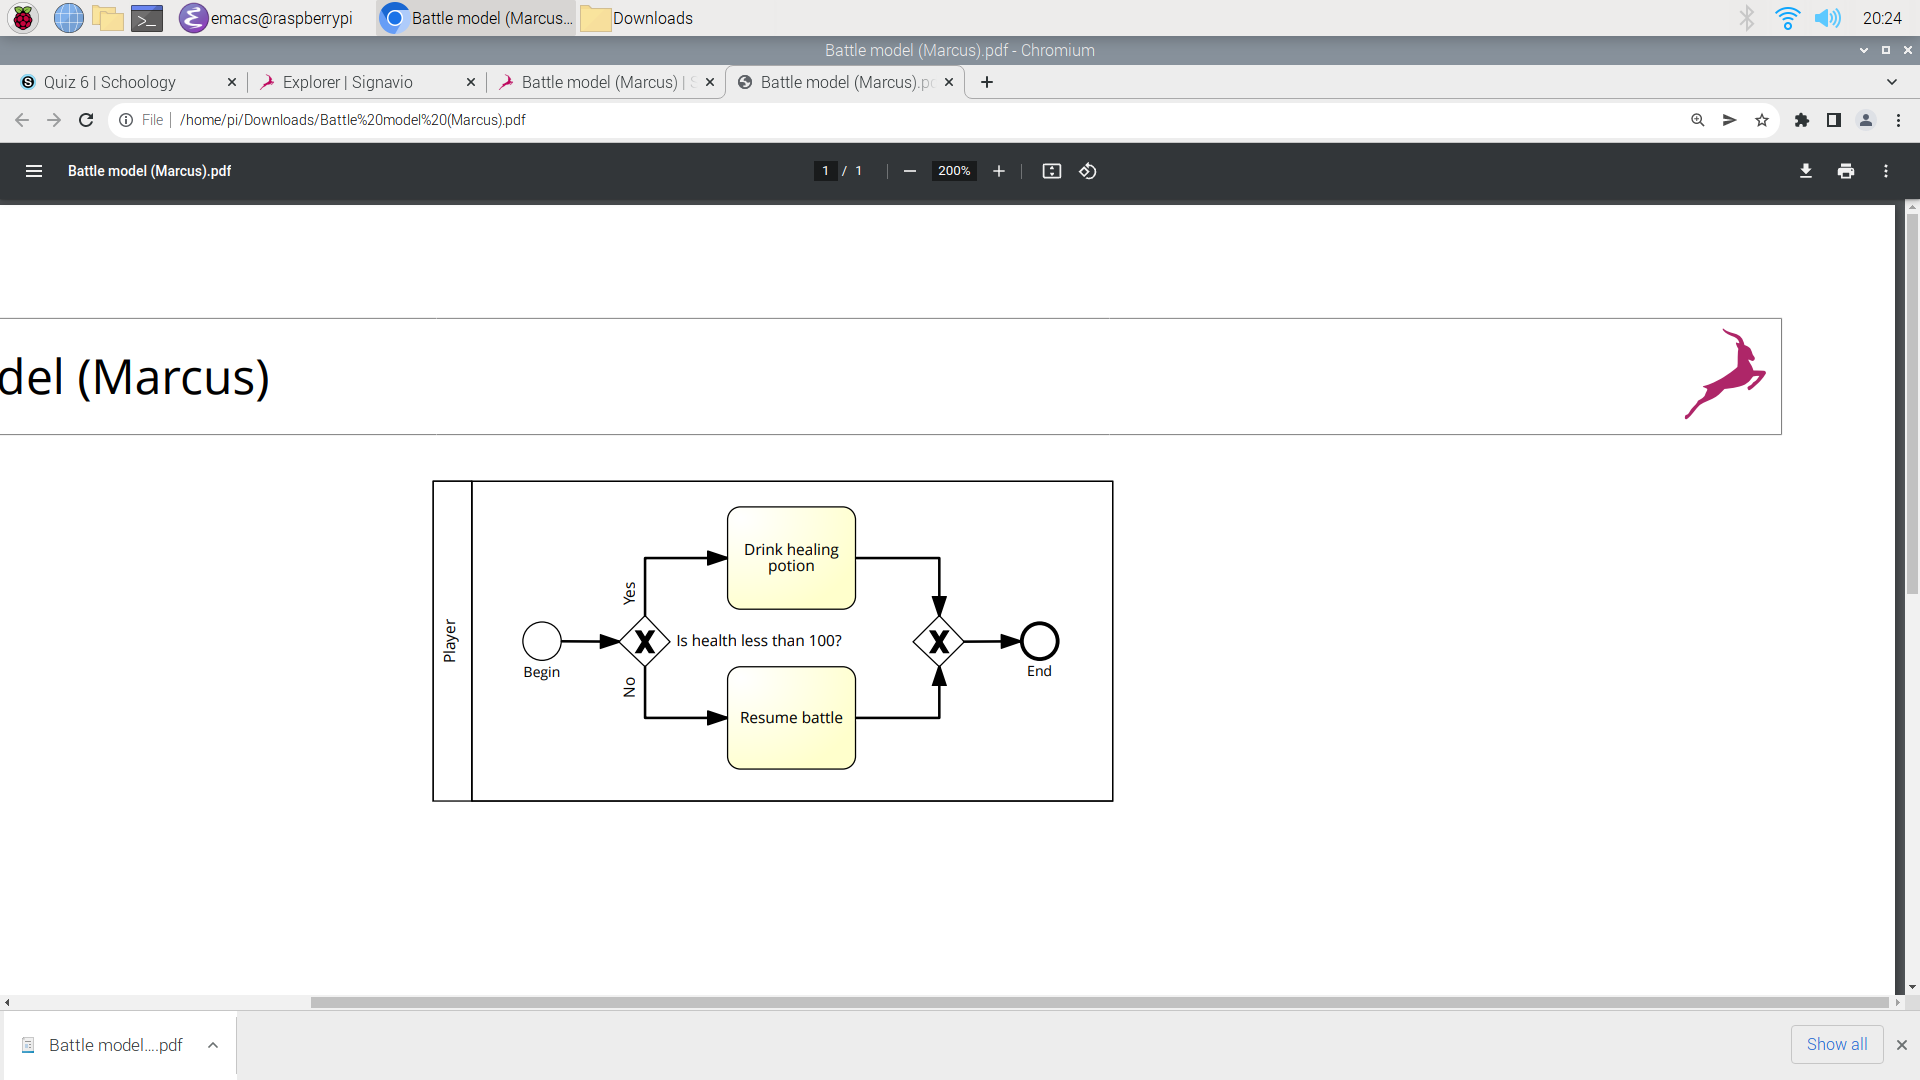 emacs@raspberrypi
Battle model (Marcus...
Downloads
20:24
Battle model (Marcus).pdf - Chromium
Quiz 6 | Schoology
Explorer | Signavio
Battle model (Marcus) | S
Battle model (Marcus).pd
File
/home/pi/Downloads/Battle%20model%20(Marcus).pdf
Battle model (Marcus).pdf
1 / 1
200%
del (Marcus)
Player
Begin
Yes
No
Is health less than 100?
Drink healing
potion
Resume battle
X
X
End
Battle model....pdf
Show all